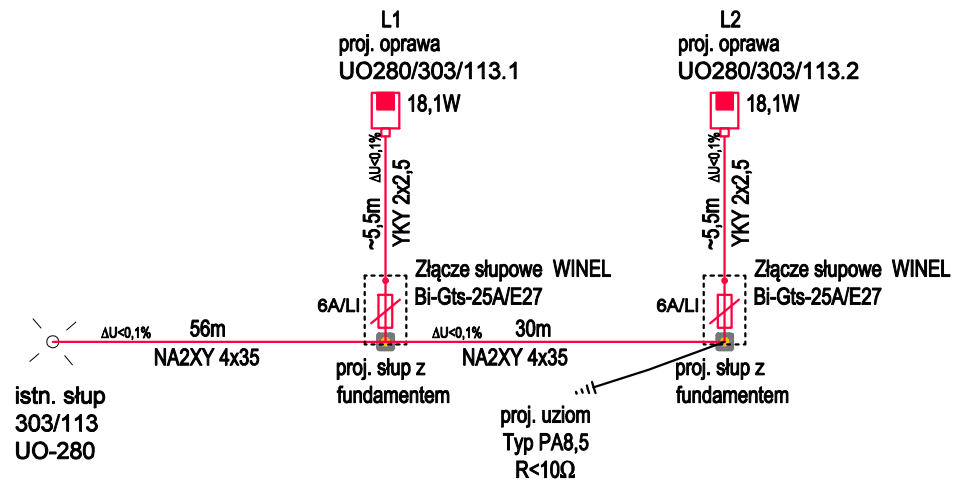 L1
proj. oprawa
UO280/303/113.1
18,1W
ΔU<0,1%
~5,5m
YKY 2x2,5
Złącze słupowe WINEL
Bi-Gts-25A/E27
6A/LI
L2
proj. oprawa
UO280/303/113.2
18,1W
ΔU<0,1%
~5,5m
YKY 2x2,5
Złącze słupowe WINEL
Bi-Gts-25A/E27
6A/LI
ΔU<0,1%
56m
NA2XY 4x35
ΔU<0,1%
30m
NA2XY 4x35
istn. słup
303/113
UO-280
proj. słup z
fundamentem
proj. słup z
fundamentem
proj. uziom
Typ PA8,5
R<10Ω